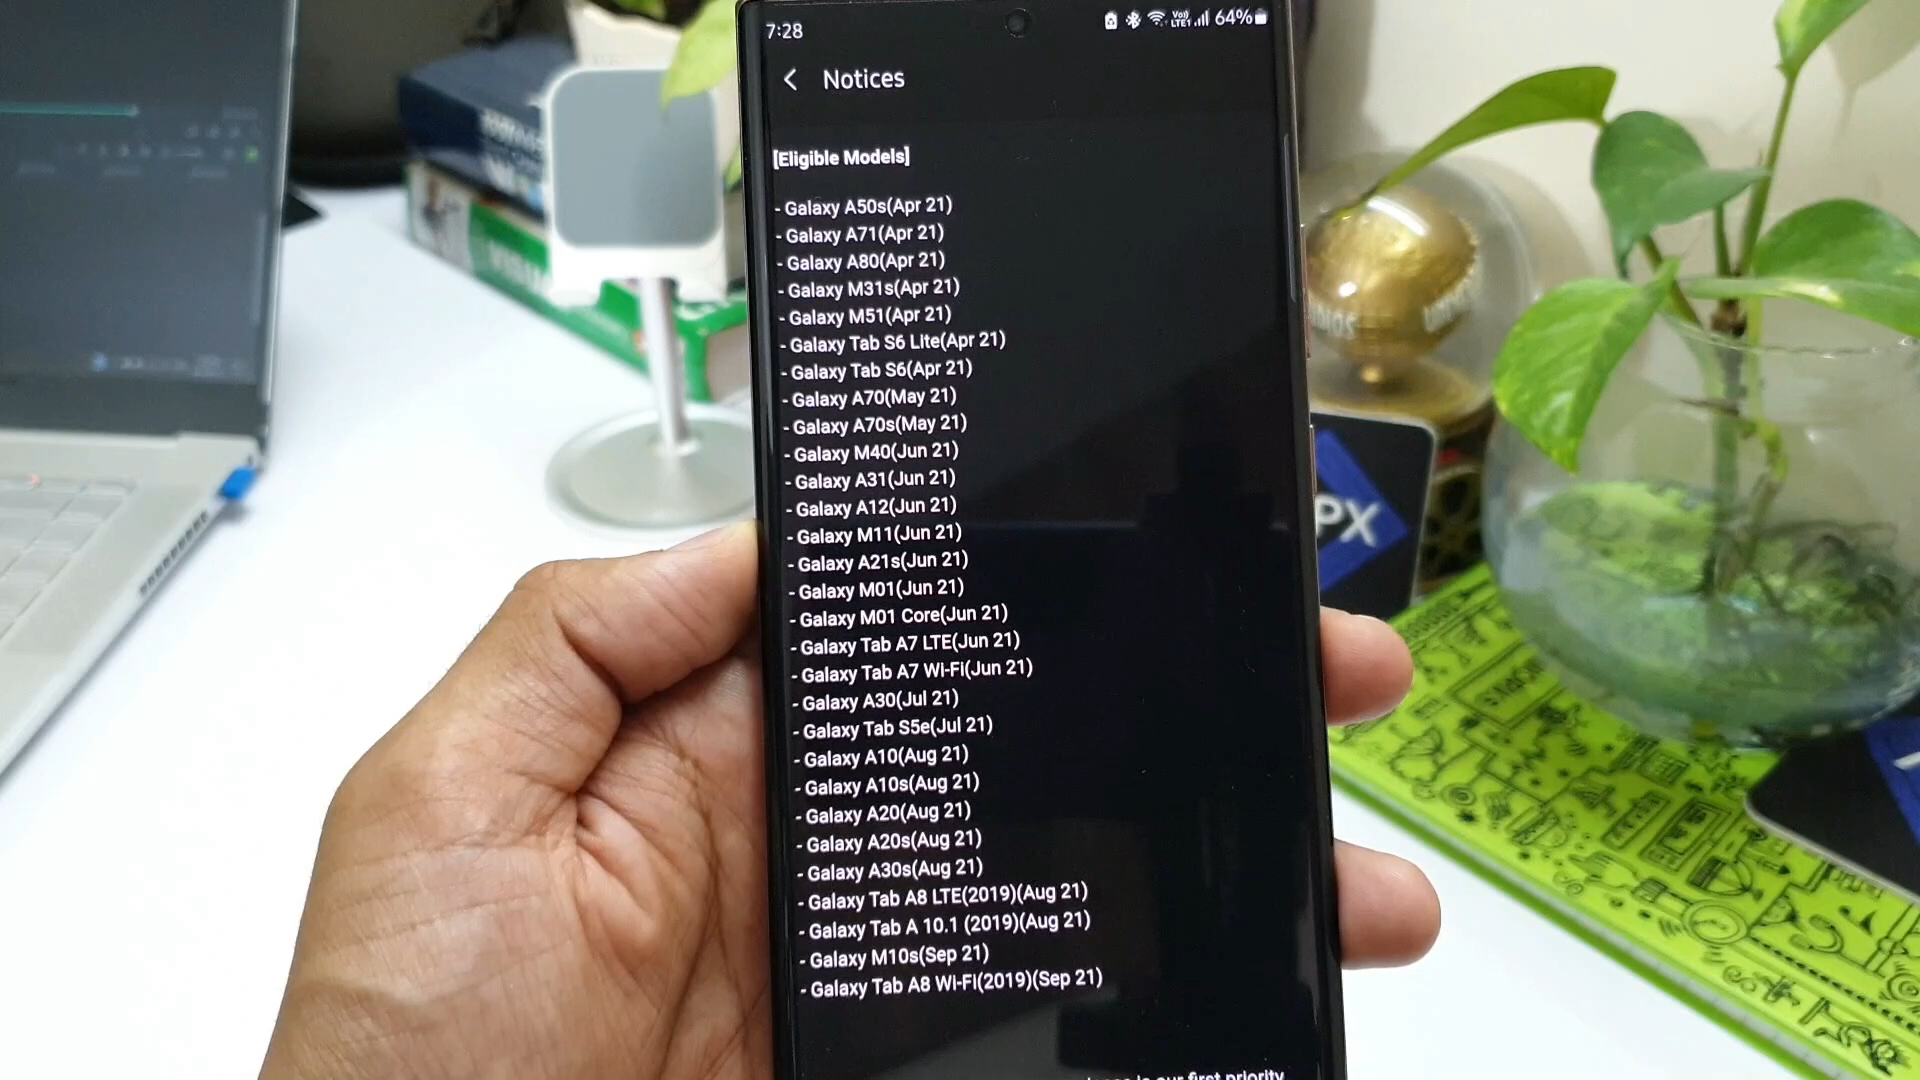 7:28
Vo)) LTE1 64%
Notices
[Eligible Models]
- Galaxy A50s(Apr 21)
- Galaxy A71(Apr 21)
- Galaxy A80(Apr 21)
- Galaxy M31s(Apr 21)
- Galaxy M51(Apr 21)
- Galaxy Tab S6 Lite(Apr 21)
- Galaxy Tab S6(Apr 21)
- Galaxy A70(May 21)
- Galaxy A70s(May 21)
- Galaxy M40(Jun 21)
- Galaxy A31(Jun 21)
- Galaxy A12(Jun 21)
- Galaxy M11(Jun 21)
- Galaxy A21s(Jun 21)
- Galaxy M01(Jun 21)
- Galaxy M01 Core(Jun 21)
- Galaxy Tab A7 LTE(Jun 21)
- Galaxy Tab A7 Wi-Fi(Jun 21)
- Galaxy A30(Jul 21)
- Galaxy Tab S5e(Jul 21)
- Galaxy A10(Aug 21)
- Galaxy A10s(Aug 21)
- Galaxy A20(Aug 21)
- Galaxy A20s(Aug 21)
- Galaxy A30s(Aug 21)
- Galaxy Tab A8 LTE(2019)(Aug 21)
- Galaxy Tab A 10.1 (2019)(Aug 21)
- Galaxy M10s(Sep 21)
- Galaxy Tab A8 Wi-Fi(2019)(Sep 21)
is our first priority
PX